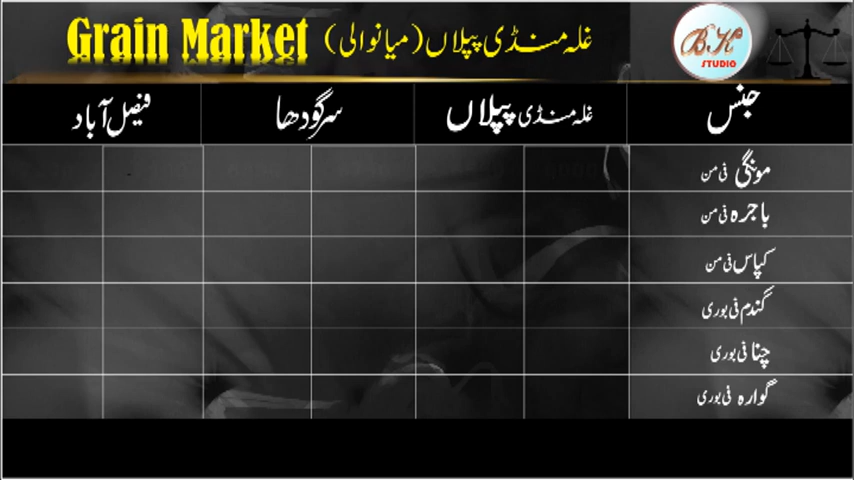 Grain Market غلہ منڈی پپلاں (میانوالی)
BK
STUDIO
جنس غلہ منڈی پپلاں سرگودھا فیصل آباد
مونگی فی من
باجرہ فی من
کپاس فی من
گندم فی بوری
چنا فی بوری
گوارہ فی بوری